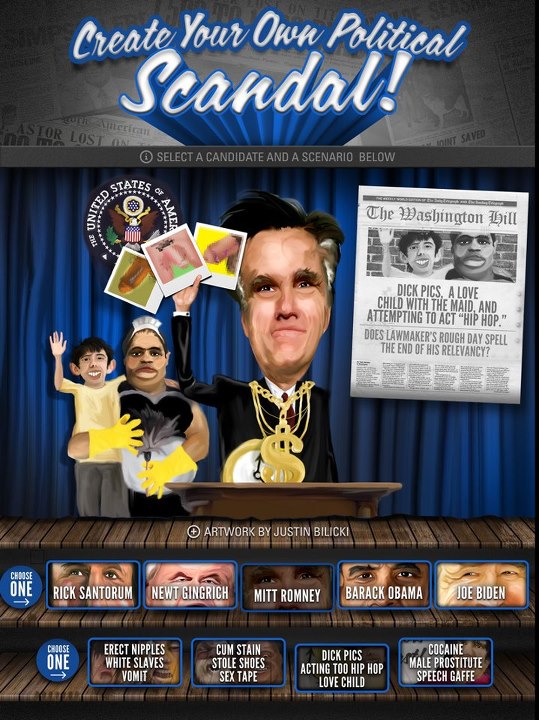 Create Your Own Political
Scandal!
SELECT A CANDIDATE AND A SCENARIO BELOW
THE UNITED STATES OF AMER
The Washington Hill
DICK PICS, A LOVE
CHILD WITH THE MAID, AND
ATTEMPTING TO ACT “HIP HOP.”
DOES LAWMAKER'S ROUGH DAY SPELL
THE END OF HIS RELEVANCY?
$
ARTWORK BY JUSTIN BILICKI
CHOOSE
ONE
RICK SANTORUM
NEWT GINGRICH
MITT ROMNEY
BARACK OBAMA
JOE BIDEN
CHOOSE
ONE
ERECT NIPPLES
WHITE SLAVES
VOMIT
CUM STAIN
STOLE SHOES
SEX TAPE
DICK PICS
ACTING TOO HIP HOP
LOVE CHILD
COCAINE
MALE PROSTITUTE
SPEECH GAFFE